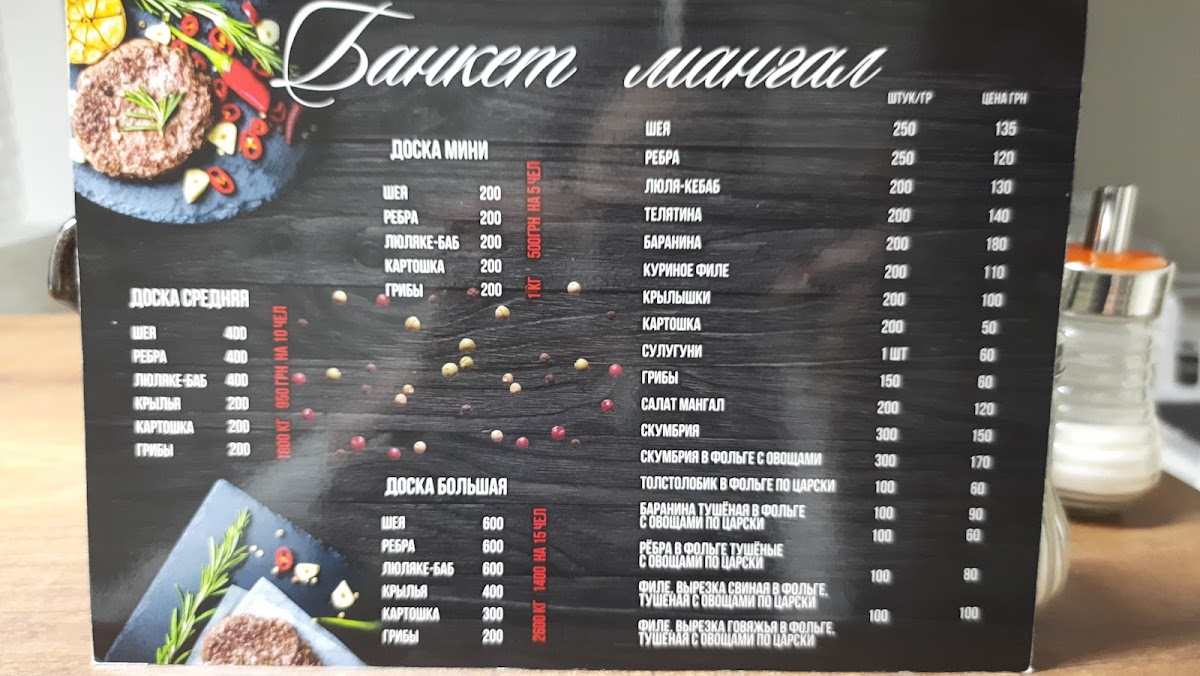 Банкет мангал
ШТУК/ГР ЦЕНА ГРН
ДОСКА МИНИ
ШЕЯ 200
РЕБРА 200
ЛЮЛЯКЕ-БАБ 200
КАРТОШКА 200
ГРИБЫ 200
1 КГ 500ГРН НА 5 ЧЕЛ
ДОСКА СРЕДНЯЯ
ШЕЯ 400
РЕБРА 400
ЛЮЛЯКЕ-БАБ 400
КРЫЛЬЯ 200
КАРТОШКА 200
ГРИБЫ 200
1800 КГ 950 ГРН НА 10 ЧЕЛ
ДОСКА БОЛЬШАЯ
ШЕЯ 600
РЕБРА 600
ЛЮЛЯКЕ-БАБ 600
КРЫЛЬЯ 400
КАРТОШКА 300
ГРИБЫ 200
2600 КГ 1400 НА 15 ЧЕЛ
ШЕЯ 250 135
РЕБРА 250 120
ЛЮЛЯ-КЕБАБ 200 130
ТЕЛЯТИНА 200 140
БАРАНИНА 200 180
КУРИНОЕ ФИЛЕ 200 110
КРЫЛЫШКИ 200 100
КАРТОШКА 200 50
СУЛУГУНИ 1 ШТ 60
ГРИБЫ 150 60
САЛАТ МАНГАЛ 200 120
СКУМБРИЯ 300 150
СКУМБРИЯ В ФОЛЬГЕ С ОВОЩАМИ 300 170
ТОЛСТОЛОБИК В ФОЛЬГЕ ПО ЦАРСКИ 100 60
БАРАНИНА ТУШЁНАЯ В ФОЛЬГЕ 100 90
С ОВОЩАМИ ПО ЦАРСКИ
100 60
РЁБРА В ФОЛЬГЕ ТУШЁНЫЕ
С ОВОЩАМИ ПО ЦАРСКИ
100 80
ФИЛЕ, ВЫРЕЗКА СВИНАЯ В ФОЛЬГЕ,
ТУШЕНАЯ С ОВОЩАМИ ПО ЦАРСКИ
100 100
ФИЛЕ, ВЫРЕЗКА ГОВЯЖЬЯ В ФОЛЬГЕ,
ТУШЕНАЯ С ОВОЩАМИ ПО ЦАРСКИ